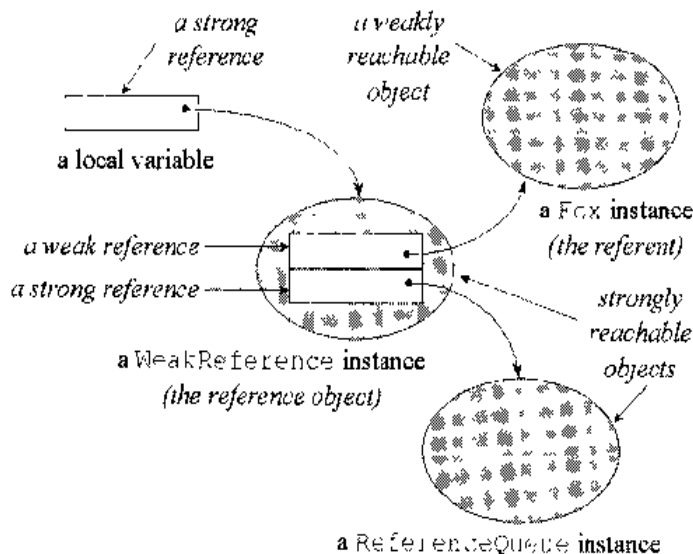 a strong
reference
a weakly
reachable
object
a local variable
a Fox instance
(the referent)
a weak reference
a strong reference
strongly
reachable
objects
a WeakReference instance
(the reference object)
a ReferenceQueue instance